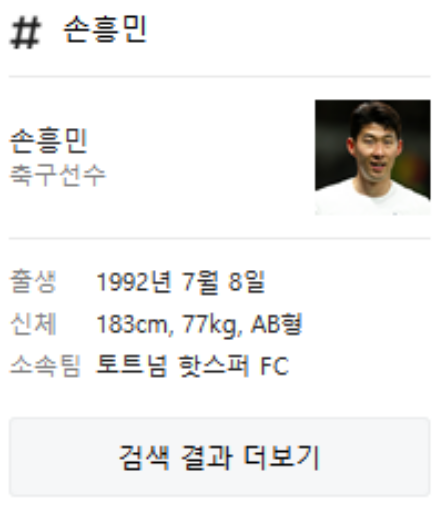 # 손흥민
손흥민
축구선수
출생 1992년 7월 8일
신체 183cm, 77kg, AB형
소속팀 토트넘 핫스퍼 FC
검색 결과 더보기